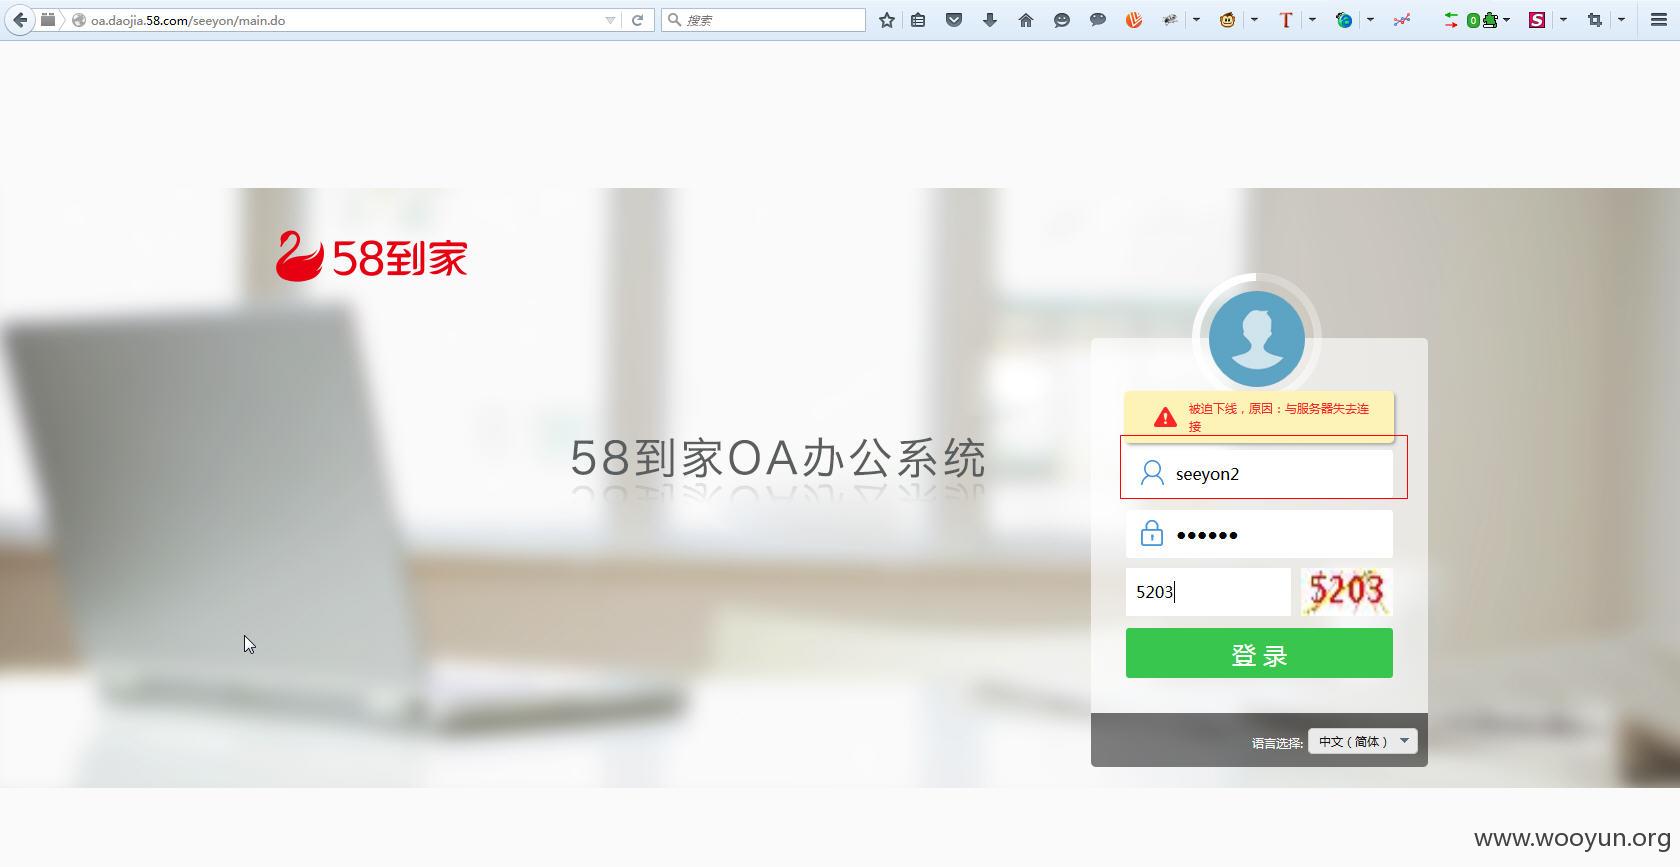 oa.daojia.58.com/seeyon/main.do
搜索
58到家
58到家OA办公系统
被迫下线，原因：与服务器失去连
接
seeyon2
5203
5203
登录
语言选择:
中文（简体）
www.wooyun.org